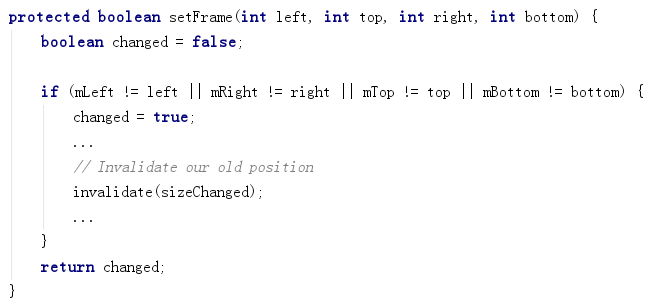 protected boolean setFrame(int left, int top, int right, int bottom) {
    boolean changed = false;

    if (mLeft != left || mRight != right || mTop != top || mBottom != bottom) {
        changed = true;
        ...
        // Invalidate our old position
        invalidate(sizeChanged);
        ...
    }
    return changed;
}